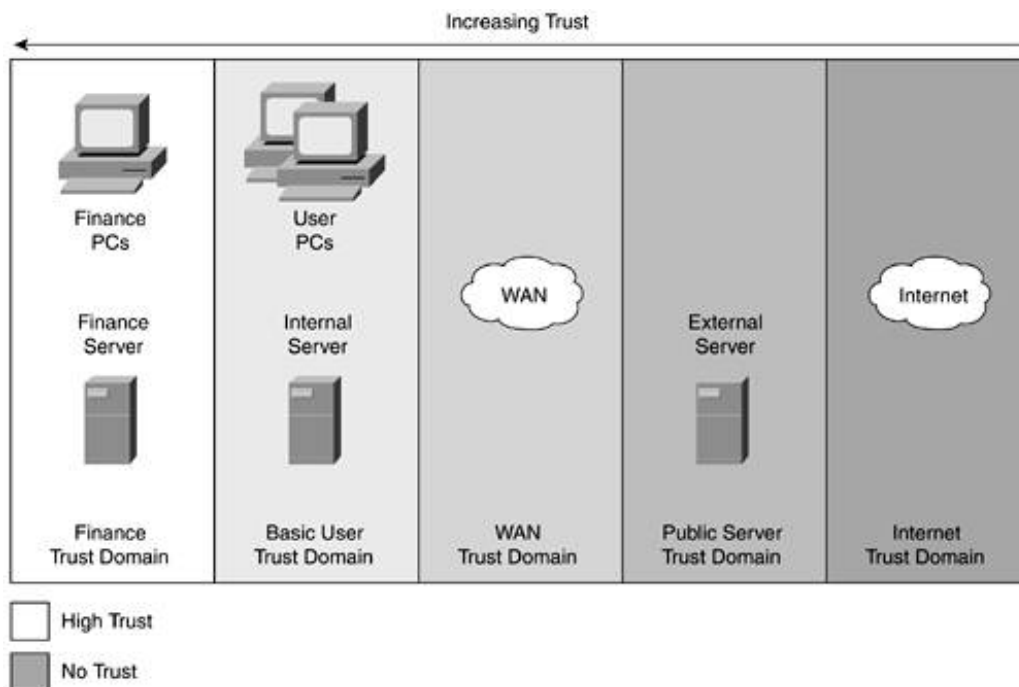 Increasing Trust
Finance
PCs
User
PCs
WAN
Internet
Finance
Server
Internal
Server
External
Server
Finance
Trust Domain
Basic User
Trust Domain
WAN
Trust Domain
Public Server
Trust Domain
Internet
Trust Domain
High Trust
No Trust